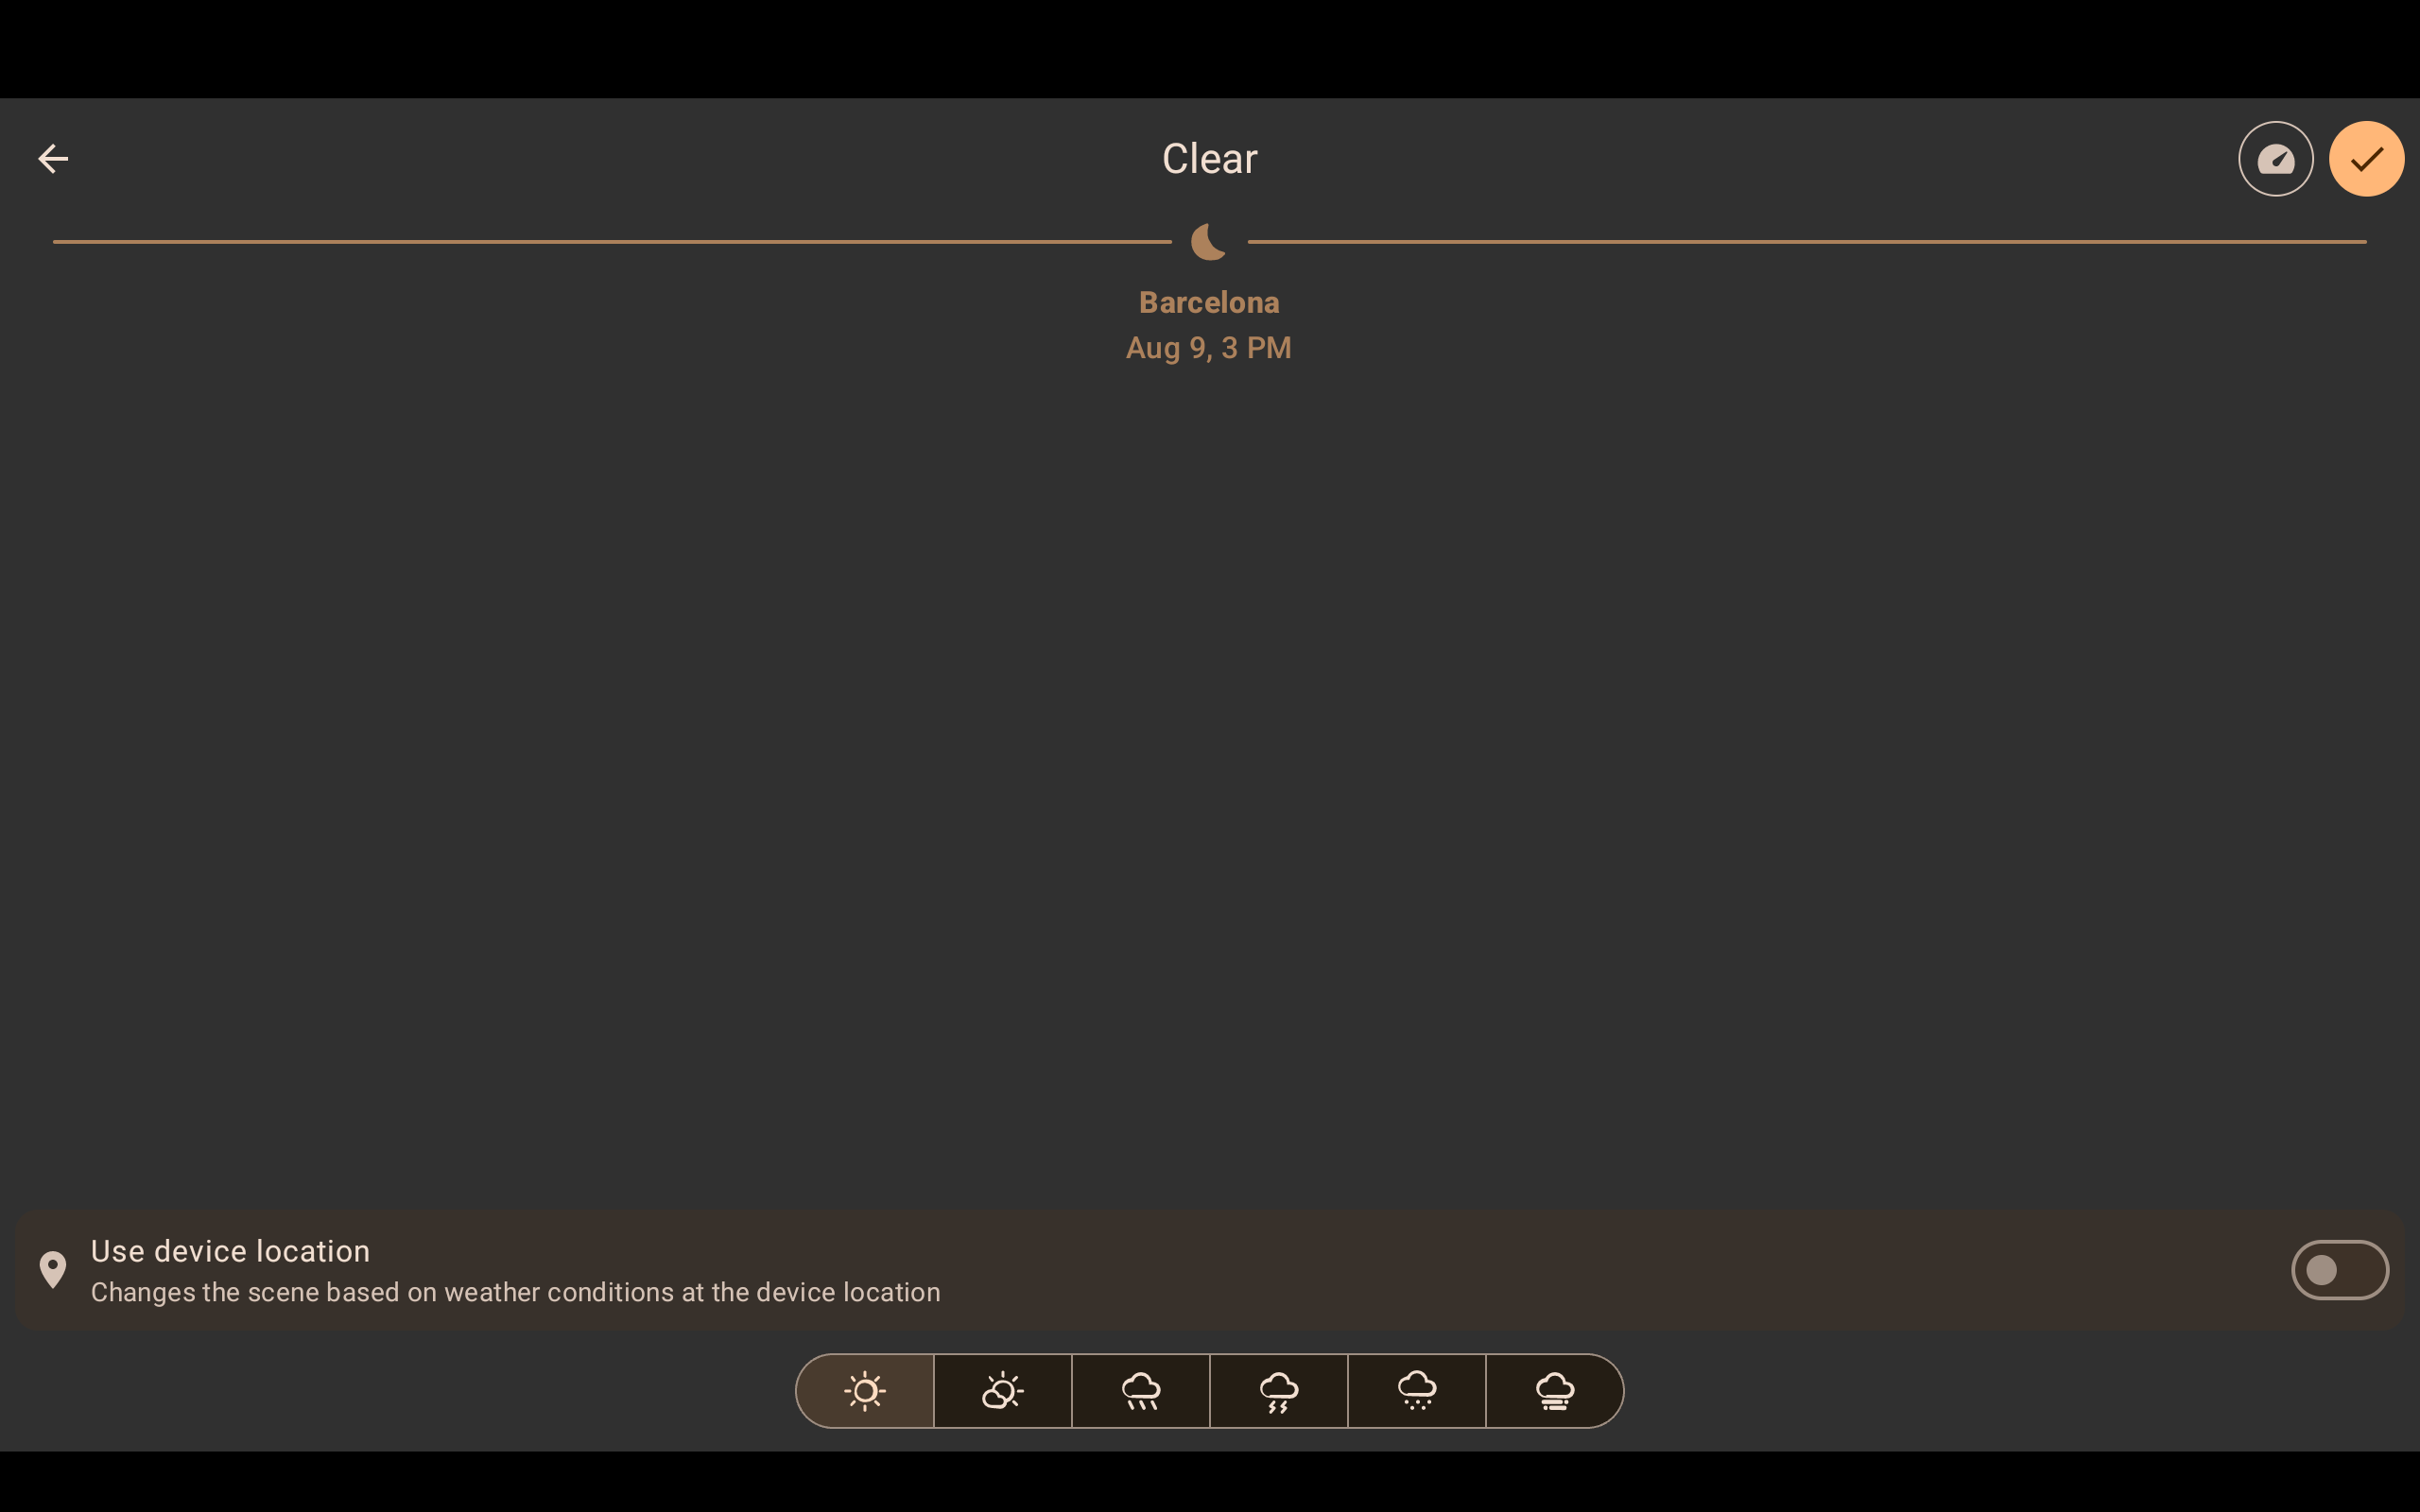 Clear
Barcelona
Aug 9, 3 PM
Use device location
Changes the scene based on weather conditions at the device location